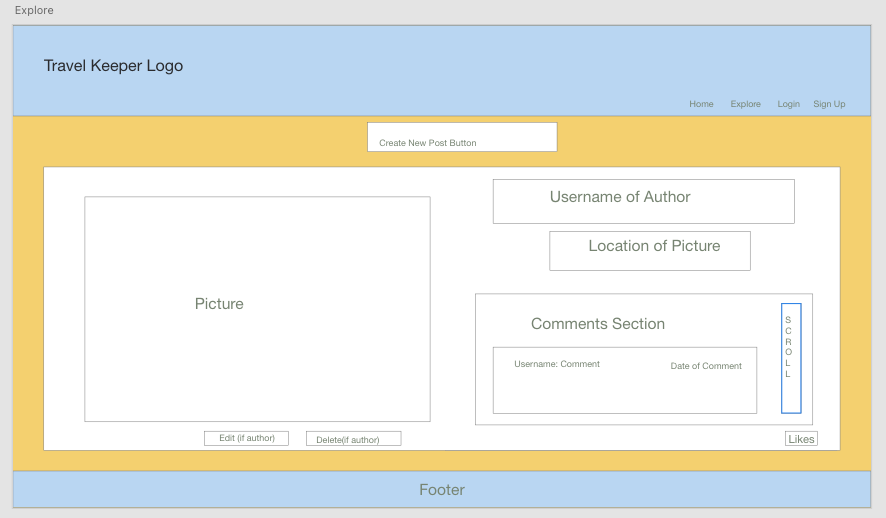 Explore
Travel Keeper Logo
Home Explore Login Sign Up
Create New Post Button
Username of Author
Location of Picture
Picture
Comments Section
Username: Comment
Date of Comment
S
C
R
O
L
L
Edit (if author)
Delete(if author)
Likes
Footer